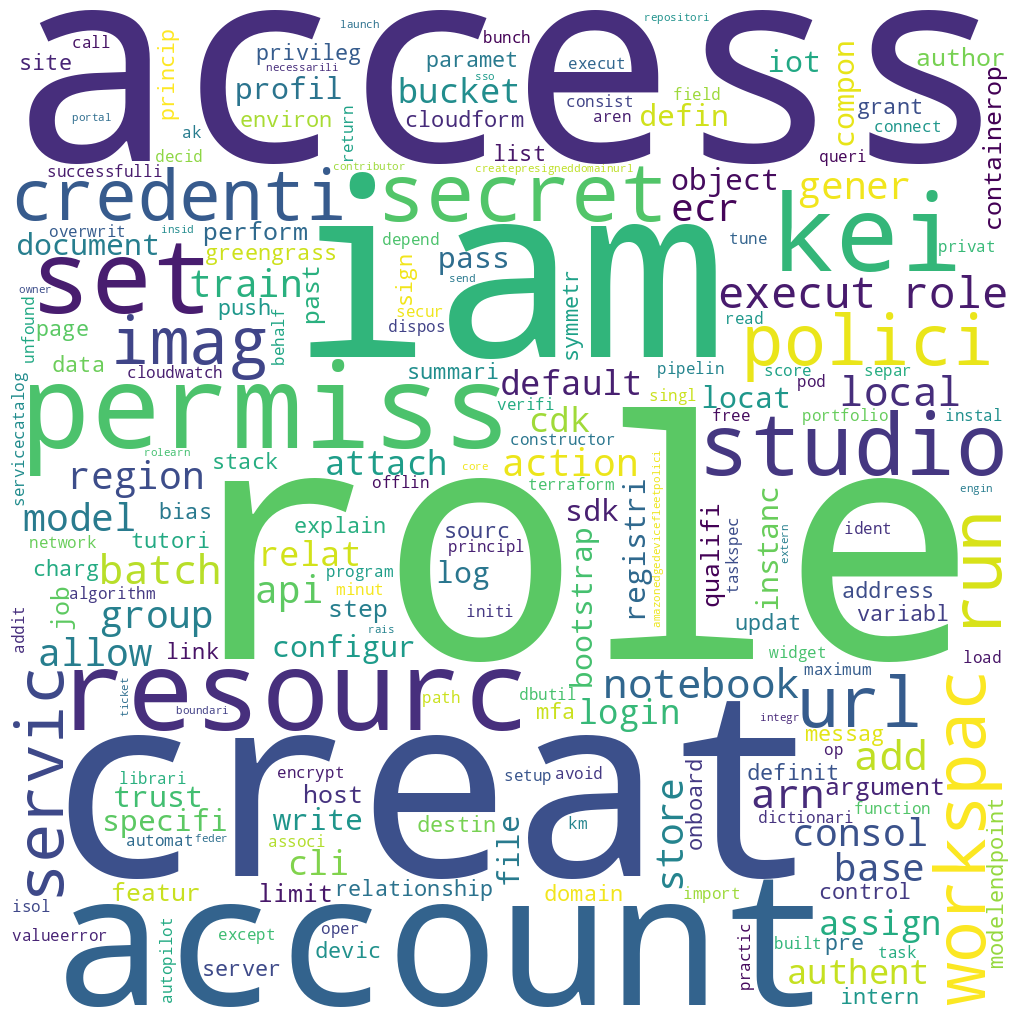 access
call
site
princip
privileg
launch
necessarili
profil
environ
portal
ak
decid
successfulli
return
paramet
bunch
sso
bucket
cloudform
list
contributor
createpresigneddomainurl
repositori
execut
consist
aren
field
defin
iot
compon
author
grant
connect
queri
containerop
credenti
secret
object
ecr
gener
overwrit
insid
document
perform
greengrass
depend
pass
send
iam
kei
tune
privat
owner
set
train
push
past
behalf
secur
sign
dispos
symmetr
execut role
unfound
page
imag
data
cloudwatch
summari
default
verifi
pipelin
singl
read
score
separ
polici
locat
pod
local
free
portfolio
instal
servicecatalog
permiss
rolearn
stack
attach
offlin
core
cdk
constructor
action
terraform
studio
region
engin
model
bias
network
tutori
explain
relat
role
sourc
principl
log
initi
sdk
registri
amazonedgedevicefleetpolici
qualifi
taskspec
instanc
extern
ident
run
charg
batch
algorithm
job
api
program
minut
step
rais
bootstrap
address
variabl
addit
group
allow
link
configur
updat
widget
maximum
load
servic
resourc
ticket
boundari
path
dbutil
mfa
login
notebook
integr
url
messag
op
add
workspac
creat
librari
encrypt
trust
host
setup
avoid
definit
arn
argument
specifi
write
destin
km
onboard
dictionari
function
automat
feder
associ
cli
file
store
consol
base
modelendpoint
featur
limit
relationship
domain
import
control
isol
account
valueerror
autopilot
except
oper
devic
server
practic
built
pre
assign
task
authent
intern